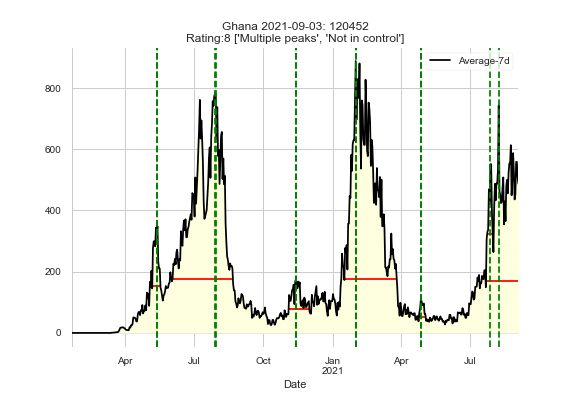 Ghana 2021-09-03: 120452
Rating:8 ['Multiple peaks', 'Not in control']
Average-7d
800
600
400
200
0
Apr
Jul
Oct
Jan
2021
Apr
Jul
Date